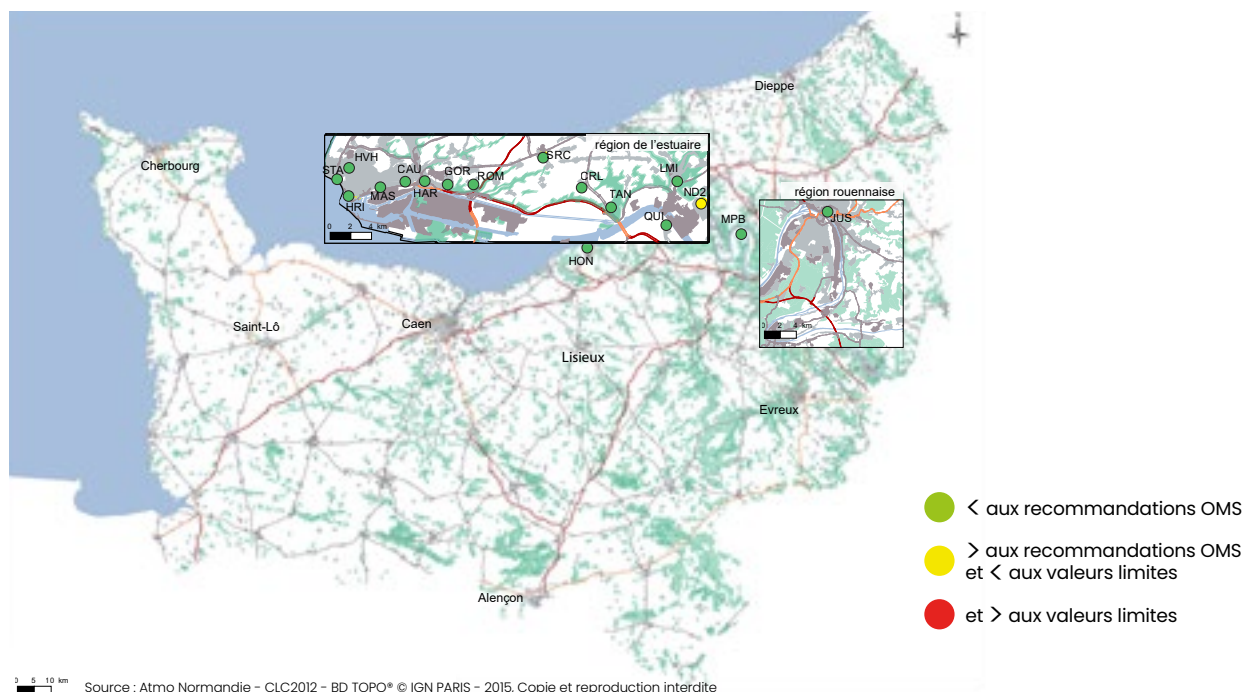 Dieppe
Cherbourg
région de l'estuaire
SRC
HVH
STA
CAU
GOR
ROM
LMI
CRL
MAS
HAR
TAN
ND2
HRI
QUI
0 2 4 km
région rouennaise
JUS
MPB
HON
0 2 4 km
Saint-Lô
Caen
Lisieux
Evreux
Alençon
< aux recommandations OMS
> aux recommandations OMS
et < aux valeurs limites
et > aux valeurs limites
0 5 10 km
Source : Atmo Normandie - CLC2012 - BD TOPO® © IGN PARIS - 2015, Copie et reproduction interdite